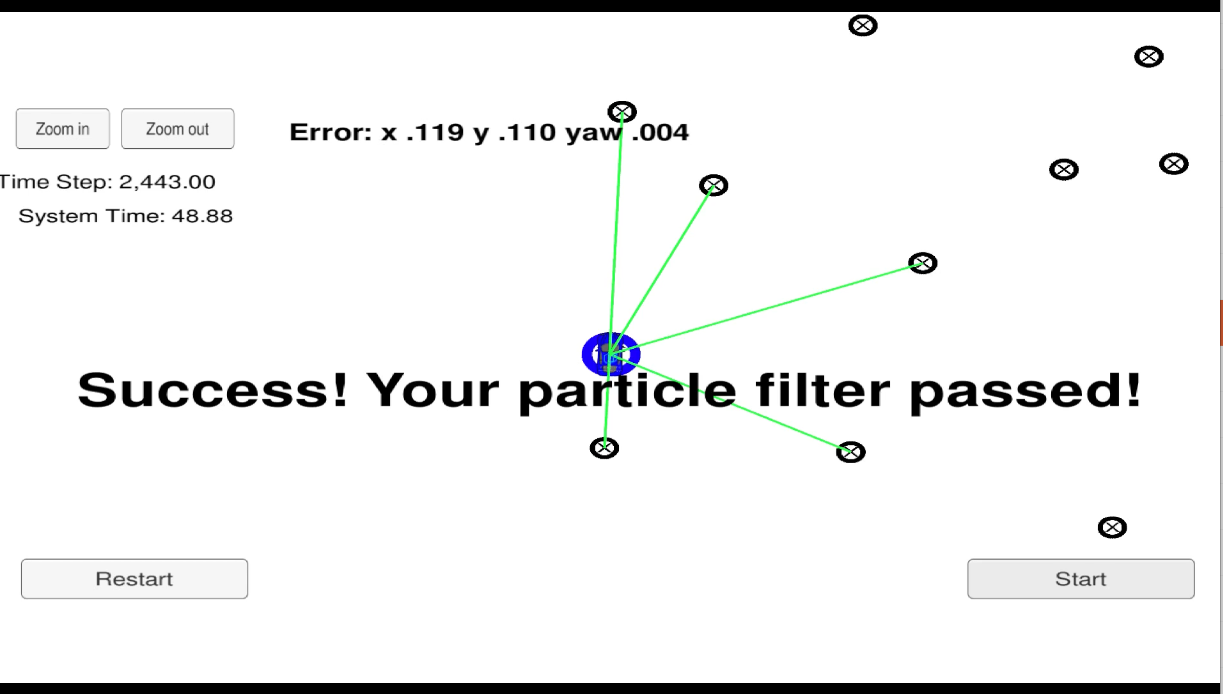 Zoom in
Zoom out
Error: x .119 y .110 yaw .004
Time Step: 2,443.00
System Time: 48.88
Success! Your particle filter passed!
Restart
Start